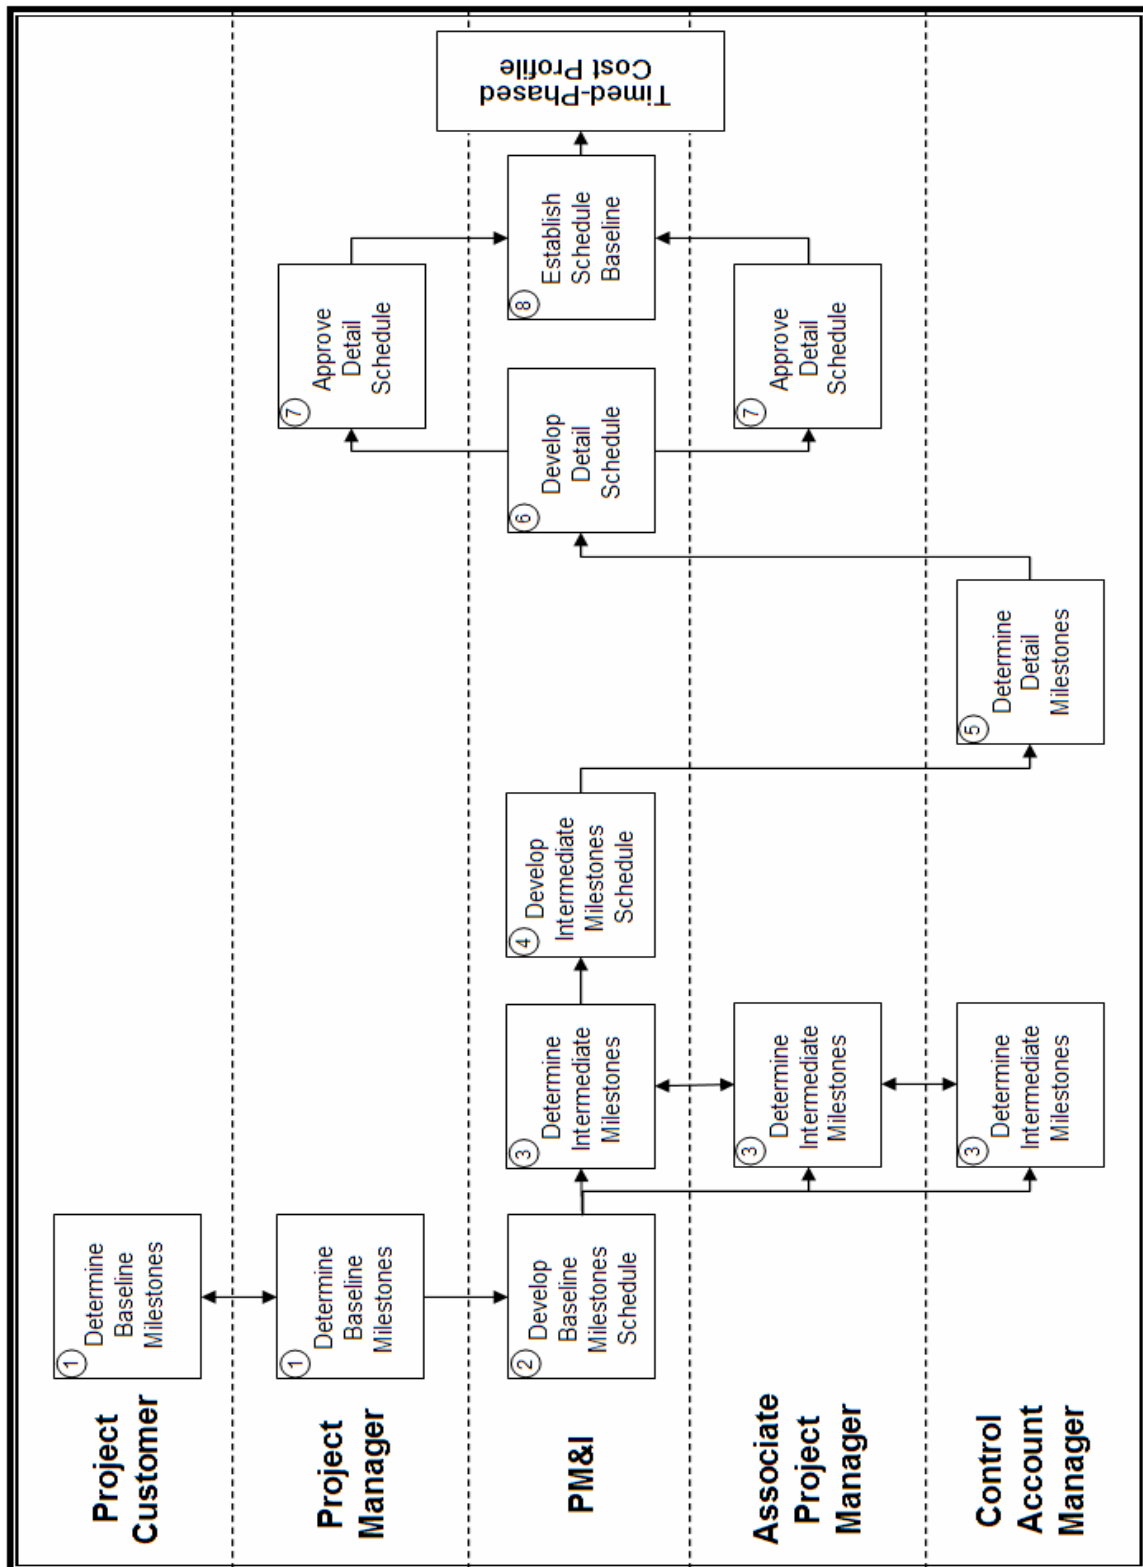 Project
Customer
1
Determine
Baseline
Milestones
Project
Manager
1
Determine
Baseline
Milestones
7
Approve
Detail
Schedule
PM&I
2
Develop
Baseline
Milestones
Schedule
3
Determine
Intermediate
Milestones
4
Develop
Intermediate
Milestones
Schedule
6
Develop
Detail
Schedule
8
Establish
Schedule
Baseline
Timed-Phased
Cost Profile
Associate
Project
Manager
3
Determine
Intermediate
Milestones
7
Approve
Detail
Schedule
Control
Account
Manager
3
Determine
Intermediate
Milestones
5
Determine
Detail
Milestones